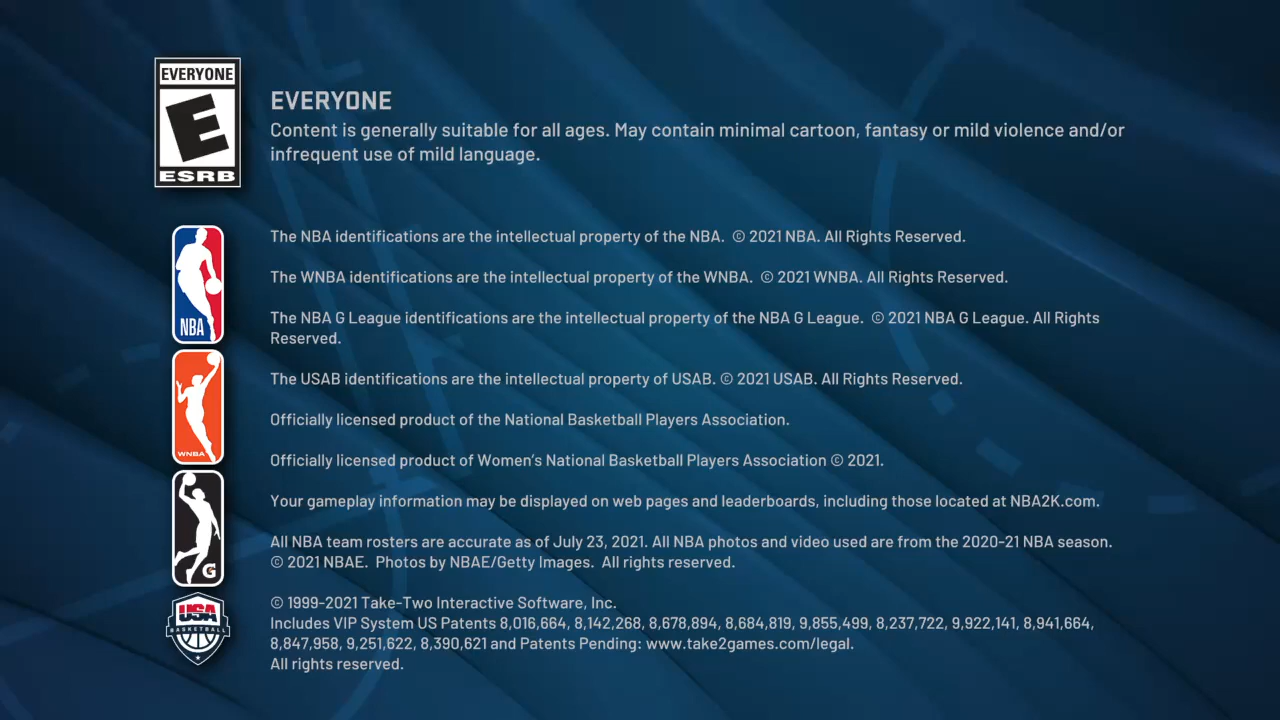 EVERYONE
E
ESRB
EVERYONE
Content is generally suitable for all ages. May contain minimal cartoon, fantasy or mild violence and/or
infrequent use of mild language.
NBA
The NBA identifications are the intellectual property of the NBA.  © 2021 NBA. All Rights Reserved.
The WNBA identifications are the intellectual property of the WNBA.  © 2021 WNBA. All Rights Reserved.
The NBA G League identifications are the intellectual property of the NBA G League.  © 2021 NBA G League. All Rights
Reserved.
WNBA
The USAB identifications are the intellectual property of USAB. © 2021 USAB. All Rights Reserved.
Officially licensed product of the National Basketball Players Association.
Officially licensed product of Women's National Basketball Players Association © 2021.
G
Your gameplay information may be displayed on web pages and leaderboards, including those located at NBA2K.com.
All NBA team rosters are accurate as of July 23, 2021. All NBA photos and video used are from the 2020-21 NBA season.
© 2021 NBAE.  Photos by NBAE/Getty Images.  All rights reserved.
USA
BASKETBALL
© 1999-2021 Take-Two Interactive Software, Inc.
Includes VIP System US Patents 8,016,664, 8,142,268, 8,678,894, 8,684,819, 9,855,499, 8,237,722, 9,922,141, 8,941,664,
8,847,958, 9,251,622, 8,390,621 and Patents Pending: www.take2games.com/legal.
All rights reserved.